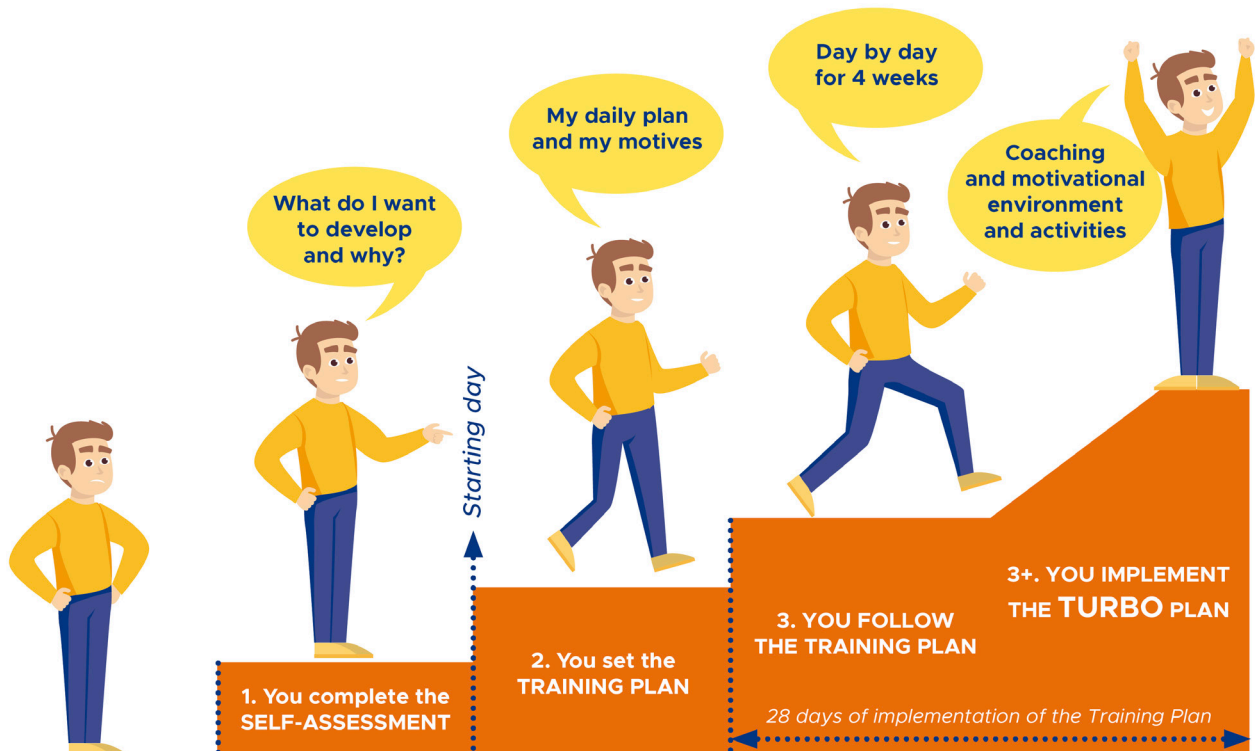 What do I want
to develop
and why?
My daily plan
and my motives
Day by day
for 4 weeks
Coaching
and motivational
environment
and activities
Starting day
1. You complete the
SELF-ASSESSMENT
2. You set the
TRAINING PLAN
3. YOU FOLLOW
THE TRAINING PLAN
3+. YOU IMPLEMENT
THE TURBO PLAN
28 days of implementation of the Training Plan